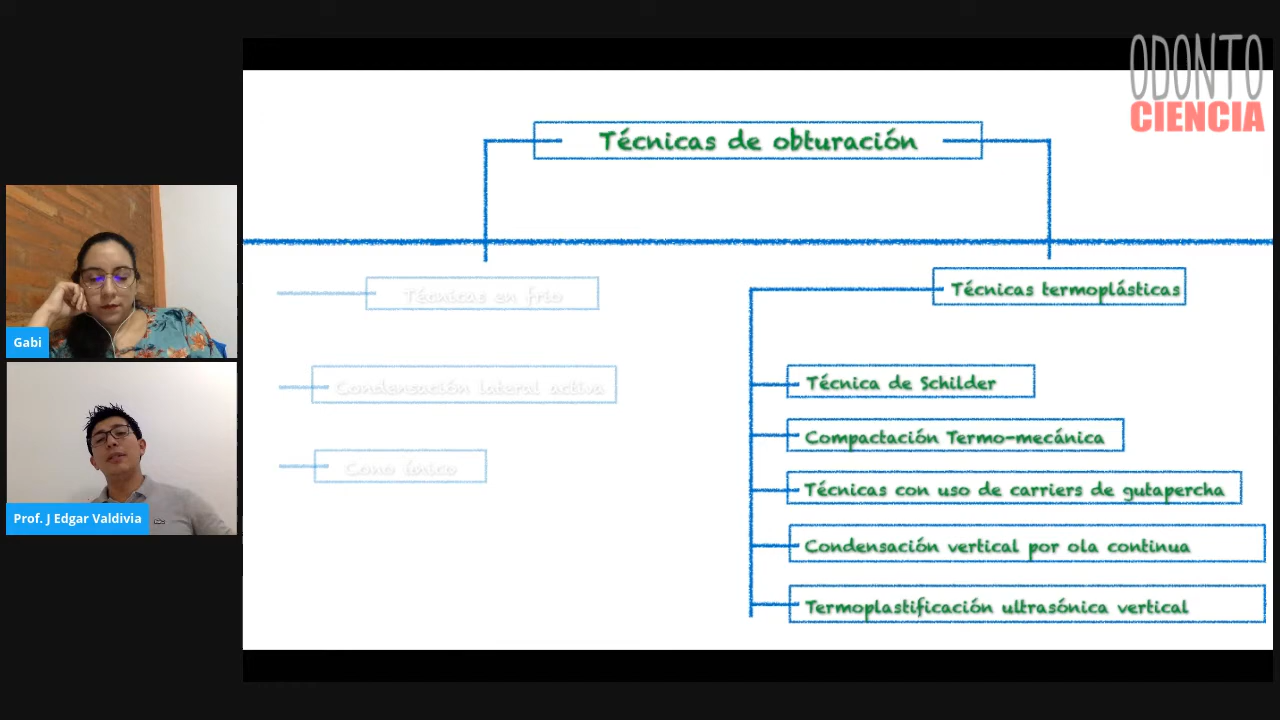 ODONTO
CIENCIA
Técnicas de obturación
Técnicas en frio
Condensación lateral activa
Cono único
Técnicas termoplásticas
Técnica de Schilder
Compactación Termo-mecánica
Técnicas con uso de carriers de gutapercha
Condensación vertical por ola continua
Termoplastificación ultrasónica vertical
Gabi
Prof. J Edgar Valdivia